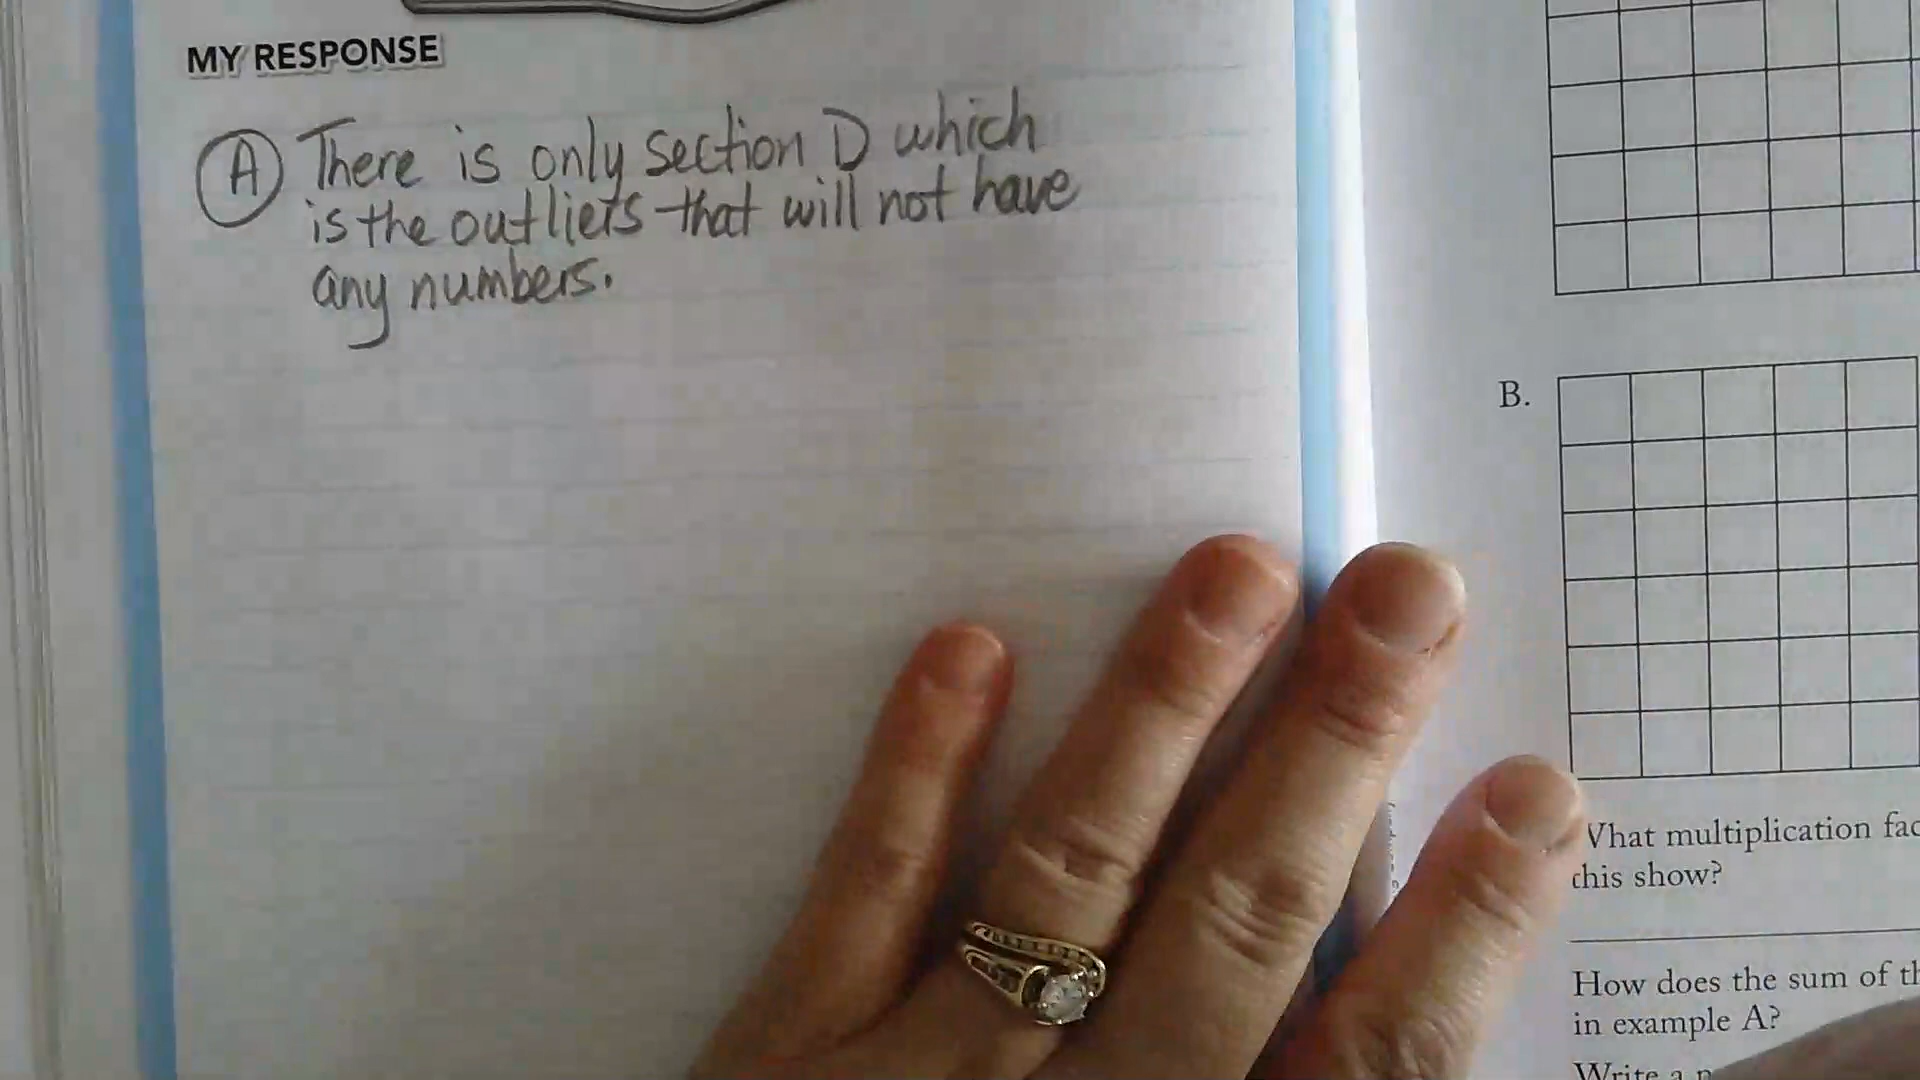 MY RESPONSE
A There is only section D which
is the outliers that will not have
any numbers.
B.
What multiplication fac
this show?
How does the sum of th
in example A?
Write a